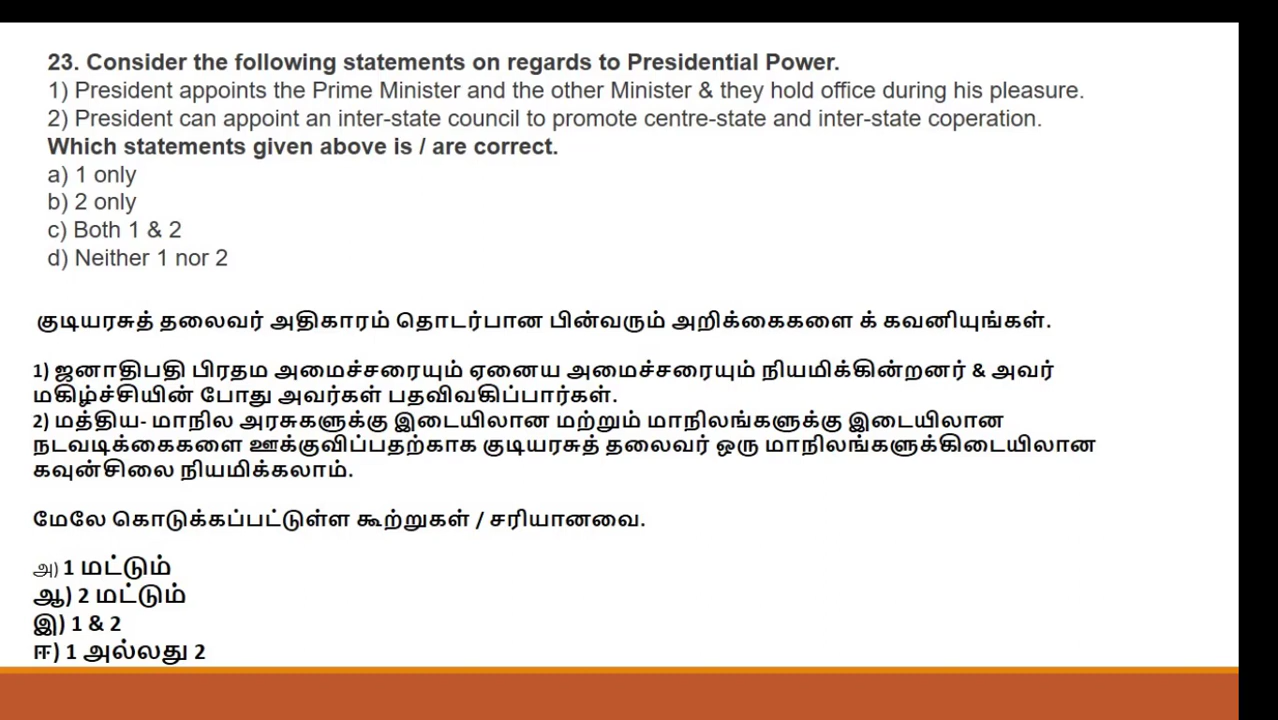 23. Consider the following statements on regards to Presidential Power.
1) President appoints the Prime Minister and the other Minister & they hold office during his pleasure.
2) President can appoint an inter-state council to promote centre-state and inter-state coperation.
Which statements given above is / are correct.
a) 1 only
b) 2 only
c) Both 1 & 2
d) Neither 1 nor 2
குடியரசுத் தலைவர் அதிகாரம் தொடர்பான பின்வரும் அறிக்கைகளை க் கவனியுங்கள்.
1) ஜனாதிபதி பிரதம அமைச்சரையும் ஏனைய அமைச்சரையும் நியமிக்கின்றனர் & அவர்
மகிழ்ச்சியின் போது அவர்கள் பதவிவகிப்பார்கள்.
2) மத்திய- மாநில அரசுகளுக்கு இடையிலான மற்றும் மாநிலங்களுக்கு இடையிலான
நடவடிக்கைகளை ஊக்குவிப்பதற்காக குடியரசுத் தலைவர் ஒரு மாநிலங்களுக்கிடையிலான
கவுன்சிலை நியமிக்கலாம்.
மேலே கொடுக்கப்பட்டுள்ள கூற்றுகள் / சரியானவை.
அ) 1 மட்டும்
ஆ) 2 மட்டும்
இ) 1 & 2
ஈ) 1 அல்லது 2